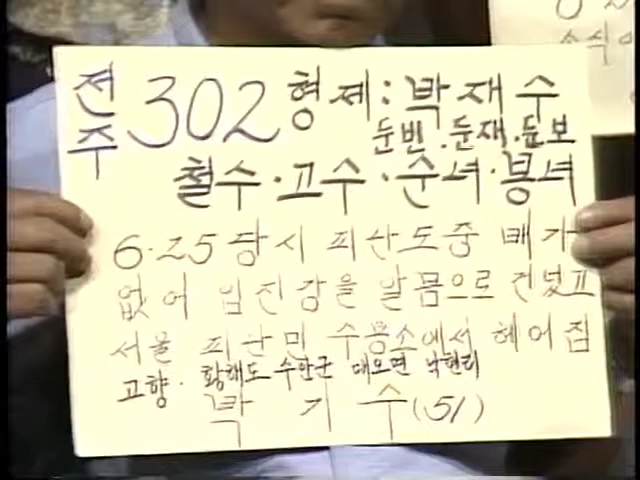 전주 302 형제: 박재수
둔빈.둔재.둔보
철수·고수·순녀·봉녀
6·25 당시 피난도중 배가
없어 임진강을 알몸으로 건넜고
서울 피난민 수용소에서 헤어짐
고향. 황해도 수안군 대오면
박기수(51)